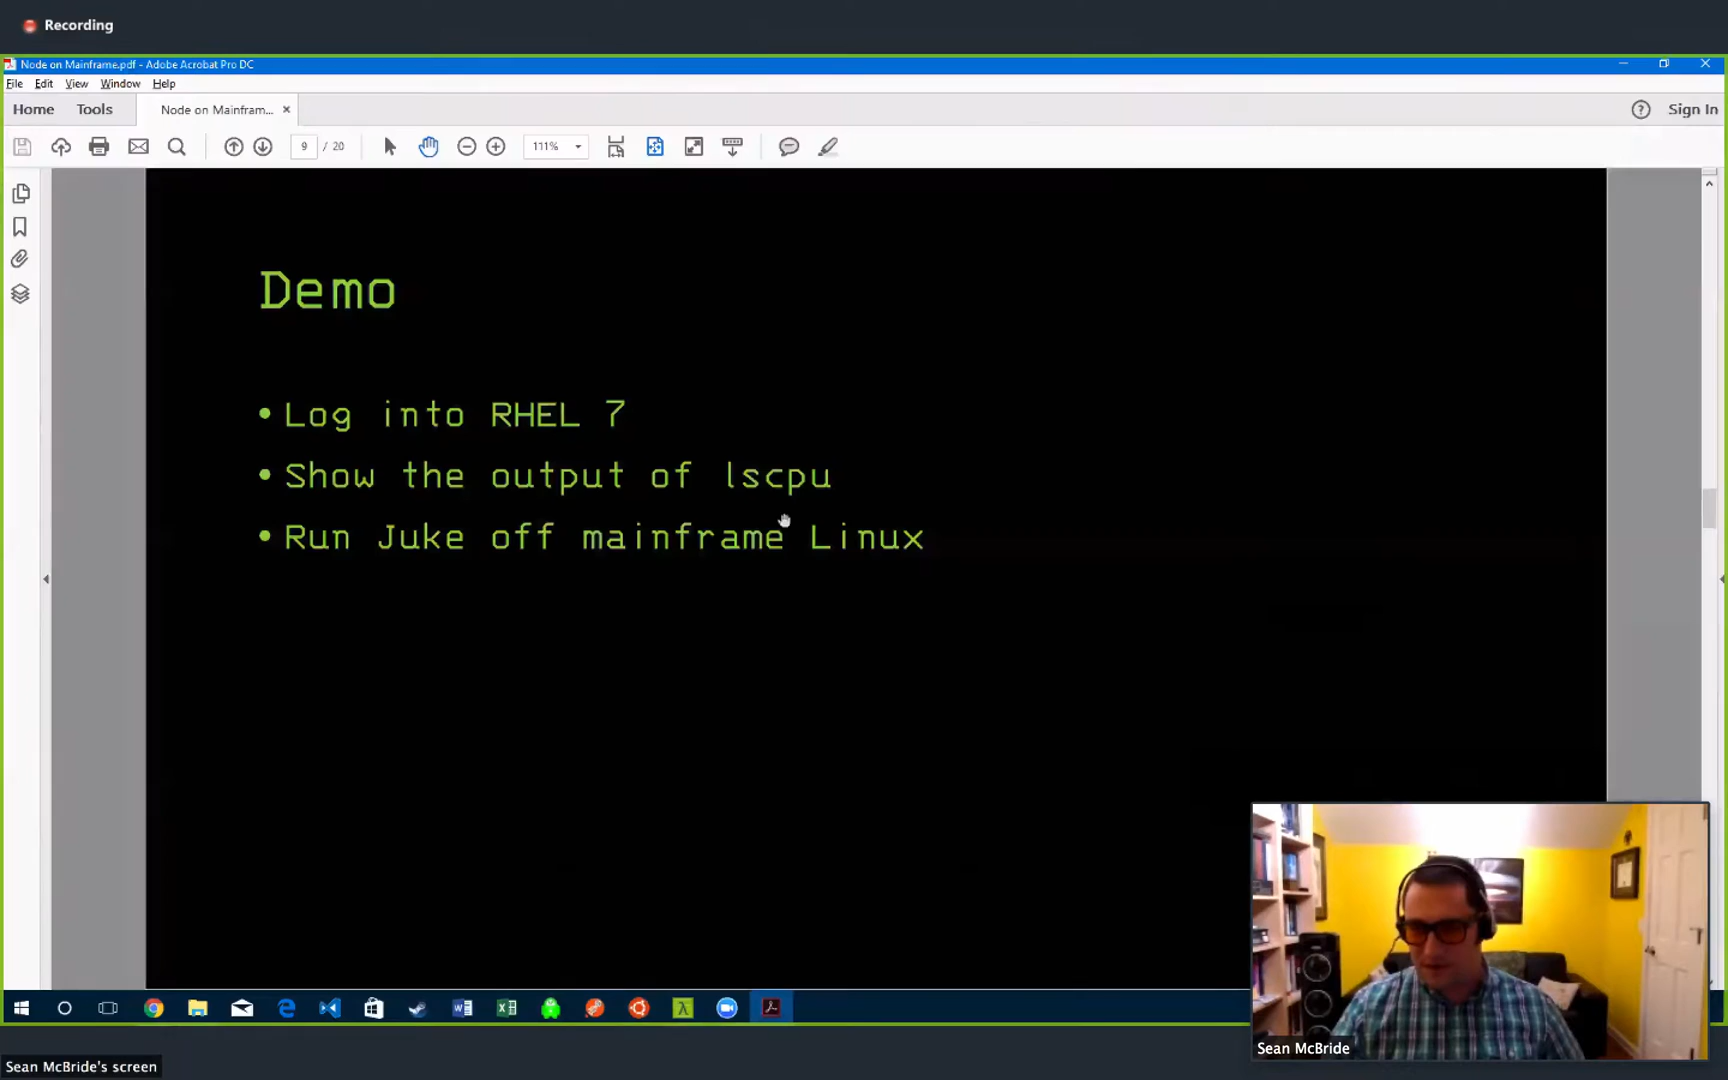 Recording
Node on Mainframe.pdf - Adobe Acrobat Pro DC
File Edit View Window Help
Home Tools Node on Mainfram... × Sign In
9 / 20 111%
Demo
• Log into RHEL 7
• Show the output of lscpu
• Run Juke off mainframe Linux
Sean McBride
Sean McBride's screen